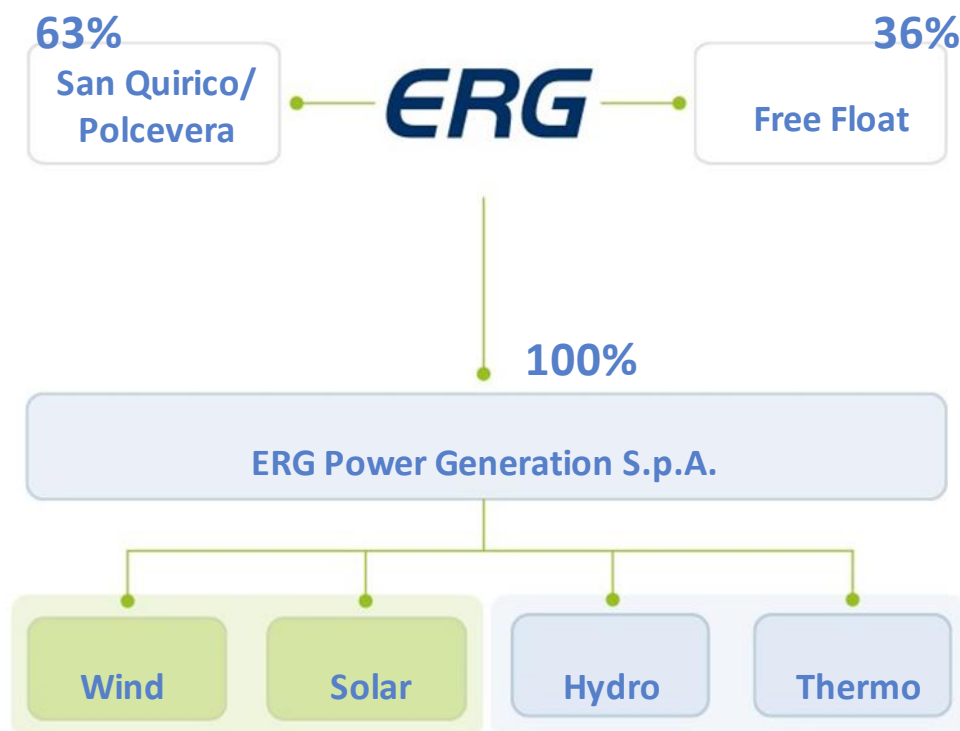 63%
36%
San Quirico/
Polcevera
ERG
Free Float
100%
ERG Power Generation S.p.A.
Wind
Solar
Hydro
Thermo